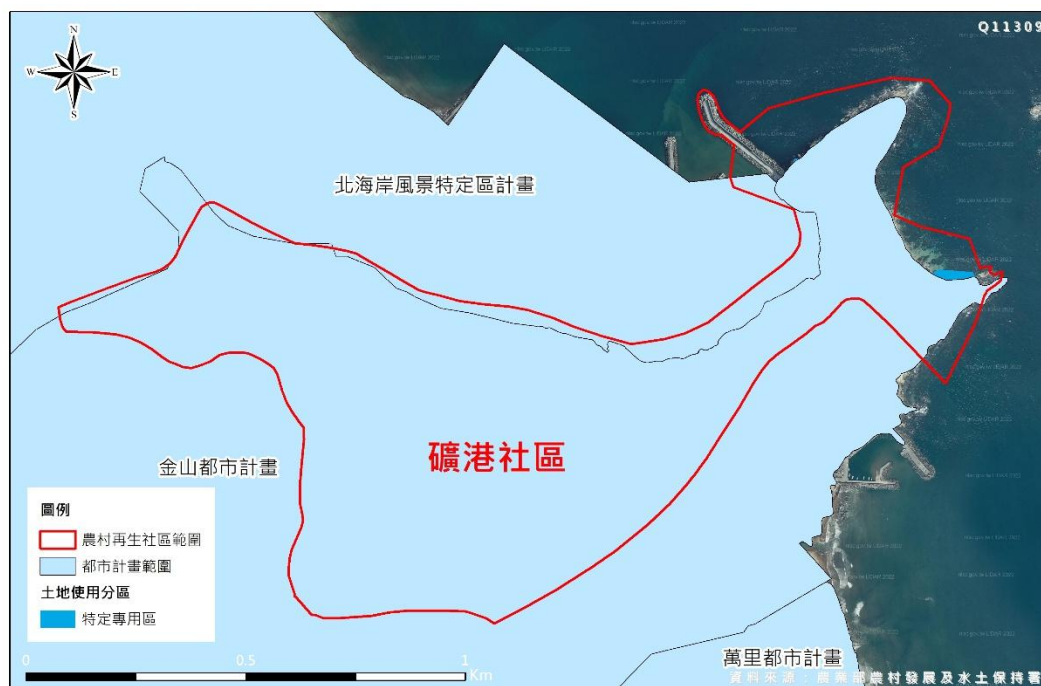 Q11309
N
W E
S
北海岸風景特定區計畫
礦港社區
金山都市計畫
圖例
農村再生社區範圍
都市計畫範圍
土地使用分區
特定專用區
0 0.5 1
Km
萬里都市計畫
資料來源：農業部農村發展及水土保持署